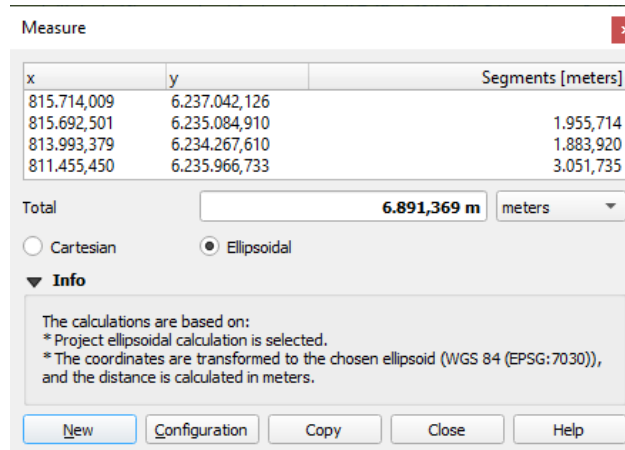 Measure
x y Segments [meters]
815.714,009 6.237.042,126
815.692,501 6.235.084,910 1.955,714
813.993,379 6.234.267,610 1.883,920
811.455,450 6.235.966,733 3.051,735
Total 6.891,369 m meters
Cartesian Ellipsoidal
Info
The calculations are based on:
* Project ellipsoidal calculation is selected.
* The coordinates are transformed to the chosen ellipsoid (WGS 84 (EPSG:7030)),
and the distance is calculated in meters.
New Configuration Copy Close Help